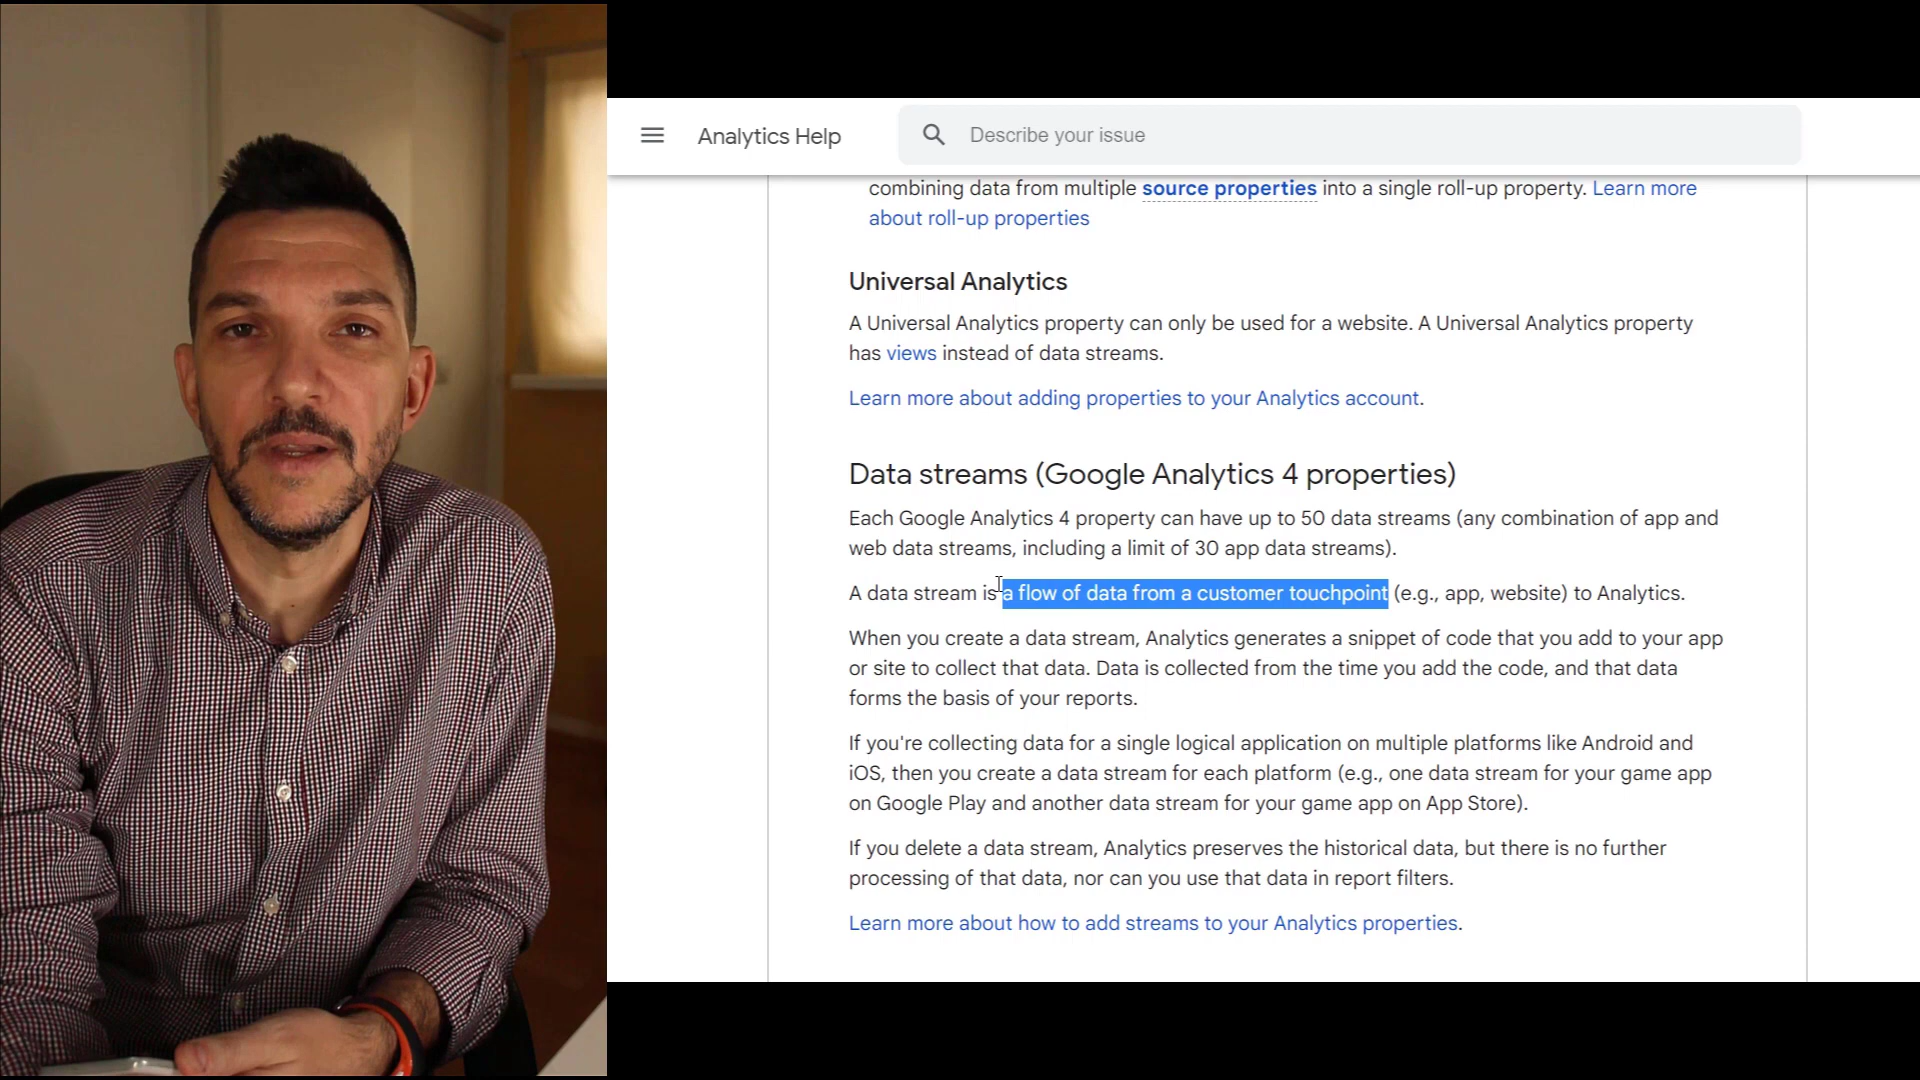 Analytics Help
Describe your issue
combining data from multiple source properties into a single roll-up property. Learn more
about roll-up properties
Universal Analytics
A Universal Analytics property can only be used for a website. A Universal Analytics property
has views instead of data streams.
Learn more about adding properties to your Analytics account.
Data streams (Google Analytics 4 properties)
Each Google Analytics 4 property can have up to 50 data streams (any combination of app and
web data streams, including a limit of 30 app data streams).
A data stream is a flow of data from a customer touchpoint (e.g., app, website) to Analytics.
When you create a data stream, Analytics generates a snippet of code that you add to your app
or site to collect that data. Data is collected from the time you add the code, and that data
forms the basis of your reports.
If you're collecting data for a single logical application on multiple platforms like Android and
iOS, then you create a data stream for each platform (e.g., one data stream for your game app
on Google Play and another data stream for your game app on App Store).
If you delete a data stream, Analytics preserves the historical data, but there is no further
processing of that data, nor can you use that data in report filters.
Learn more about how to add streams to your Analytics properties.